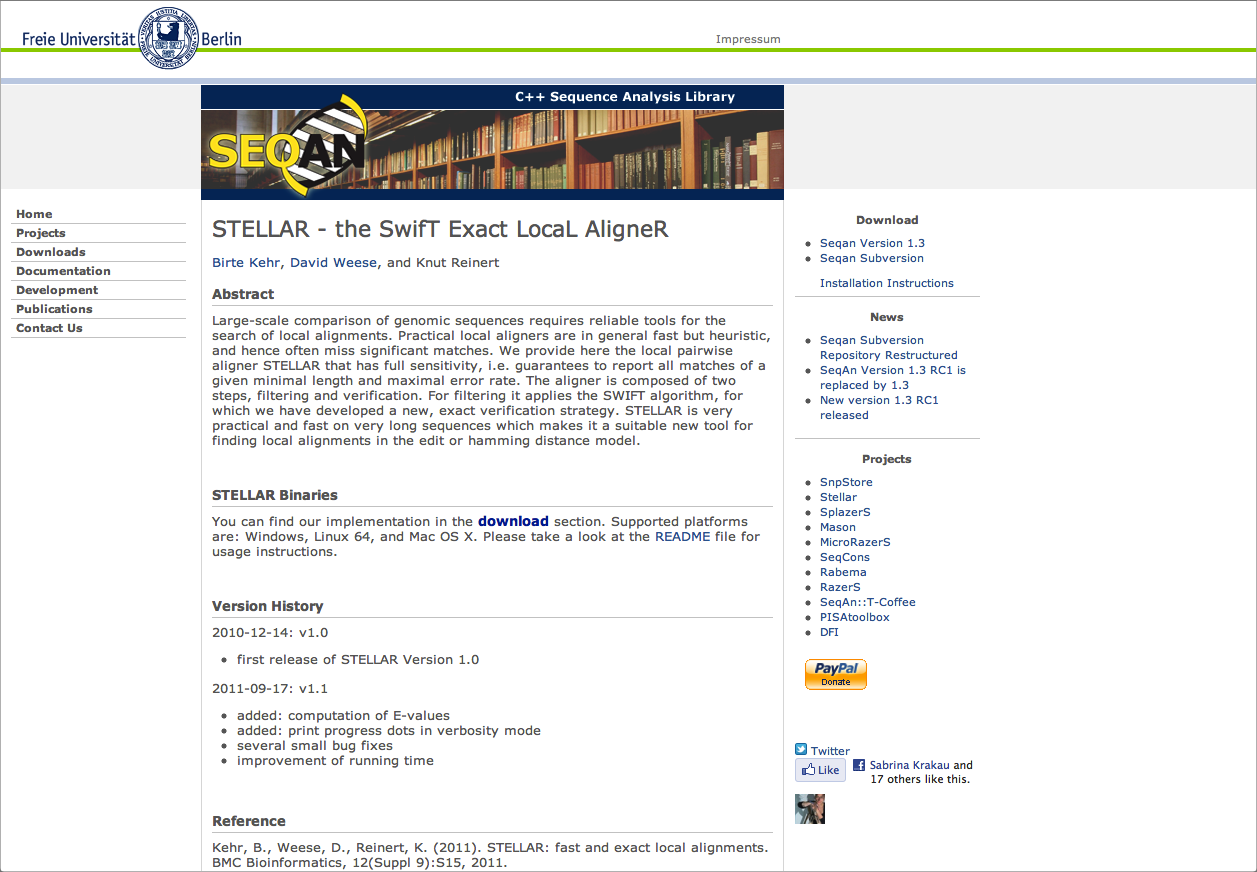 Freie Universität Berlin
Impressum
C++ Sequence Analysis Library
SEQAN
Home
Projects
Downloads
Documentation
Development
Publications
Contact Us
STELLAR - the SwifT Exact LocaL AligneR
Birte Kehr, David Weese, and Knut Reinert
Abstract
Large-scale comparison of genomic sequences requires reliable tools for the
search of local alignments. Practical local aligners are in general fast but heuristic,
and hence often miss significant matches. We provide here the local pairwise
aligner STELLAR that has full sensitivity, i.e. guarantees to report all matches of a
given minimal length and maximal error rate. The aligner is composed of two
steps, filtering and verification. For filtering it applies the SWIFT algorithm, for
which we have developed a new, exact verification strategy. STELLAR is very
practical and fast on very long sequences which makes it a suitable new tool for
finding local alignments in the edit or hamming distance model.
STELLAR Binaries
You can find our implementation in the download section. Supported platforms
are: Windows, Linux 64, and Mac OS X. Please take a look at the README file for
usage instructions.
Version History
2010-12-14: v1.0
first release of STELLAR Version 1.0
2011-09-17: v1.1
added: computation of E-values
added: print progress dots in verbosity mode
several small bug fixes
improvement of running time
Reference
Kehr, B., Weese, D., Reinert, K. (2011). STELLAR: fast and exact local alignments.
BMC Bioinformatics, 12(Suppl 9):S15, 2011.
Download
Seqan Version 1.3
Seqan Subversion
Installation Instructions
News
Seqan Subversion
Repository Restructured
SeqAn Version 1.3 RC1 is
replaced by 1.3
New version 1.3 RC1
released
Projects
SnpStore
Stellar
SplazerS
Mason
MicroRazerS
SeqCons
Rabema
RazerS
SeqAn::T-Coffee
PISAtoolbox
DFI
PayPal
Donate
Twitter
Like
Sabrina Krakau and
17 others like this.